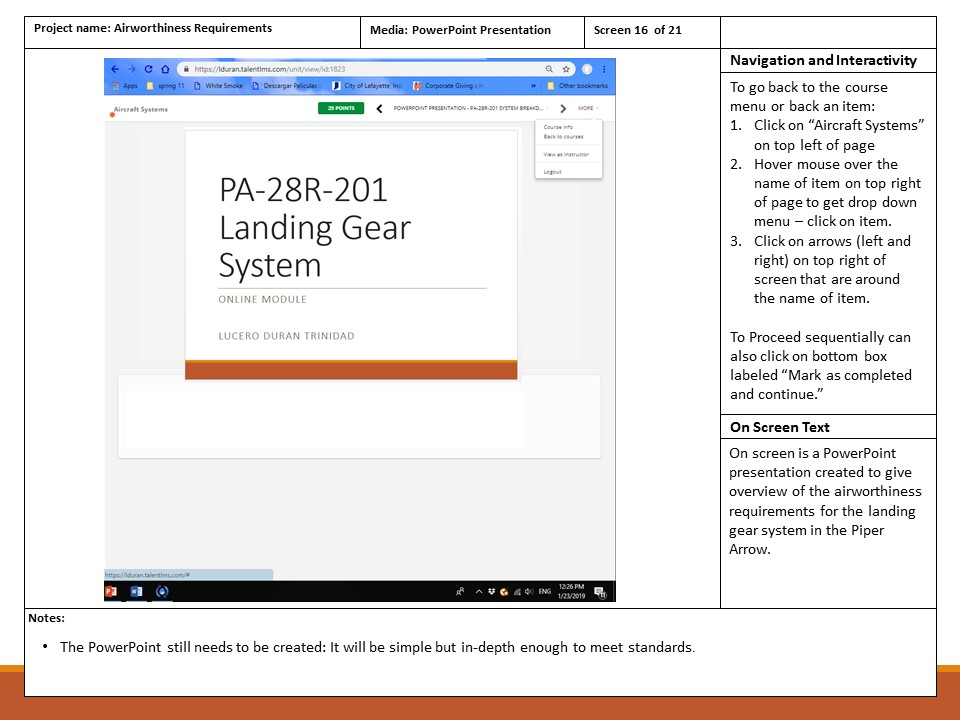 Project name: Airworthiness Requirements
Media: PowerPoint Presentation
Screen 16 of 21
https://lduran.talentlms.com/unit/view/id:1823
Apps
spring 11
White Smoke
Descargar Peliculas
City of Lafayette, Ind
Corporate Giving :: H
»
Other bookmarks
Aircraft Systems
25 POINTS
POWERPOINT PRESENTATION - PA-28R-201 SYSTEM BREAKD...
MORE
Course info
Back to courses
View as Instructor
Logout
PA-28R-201
Landing Gear
System
ONLINE MODULE
LUCERO DURAN TRINIDAD
https://lduran.talentlms.com/#
ENG
12:26 PM
1/23/2019
Navigation and Interactivity
To go back to the course
menu or back an item:
1. Click on “Aircraft Systems”
on top left of page
2. Hover mouse over the
name of item on top right
of page to get drop down
menu – click on item.
3. Click on arrows (left and
right) on top right of
screen that are around
the name of item.
To Proceed sequentially can
also click on bottom box
labeled “Mark as completed
and continue.”
On Screen Text
On screen is a PowerPoint
presentation created to give
overview of the airworthiness
requirements for the landing
gear system in the Piper
Arrow.
Notes:
• The PowerPoint still needs to be created: It will be simple but in-depth enough to meet standards.